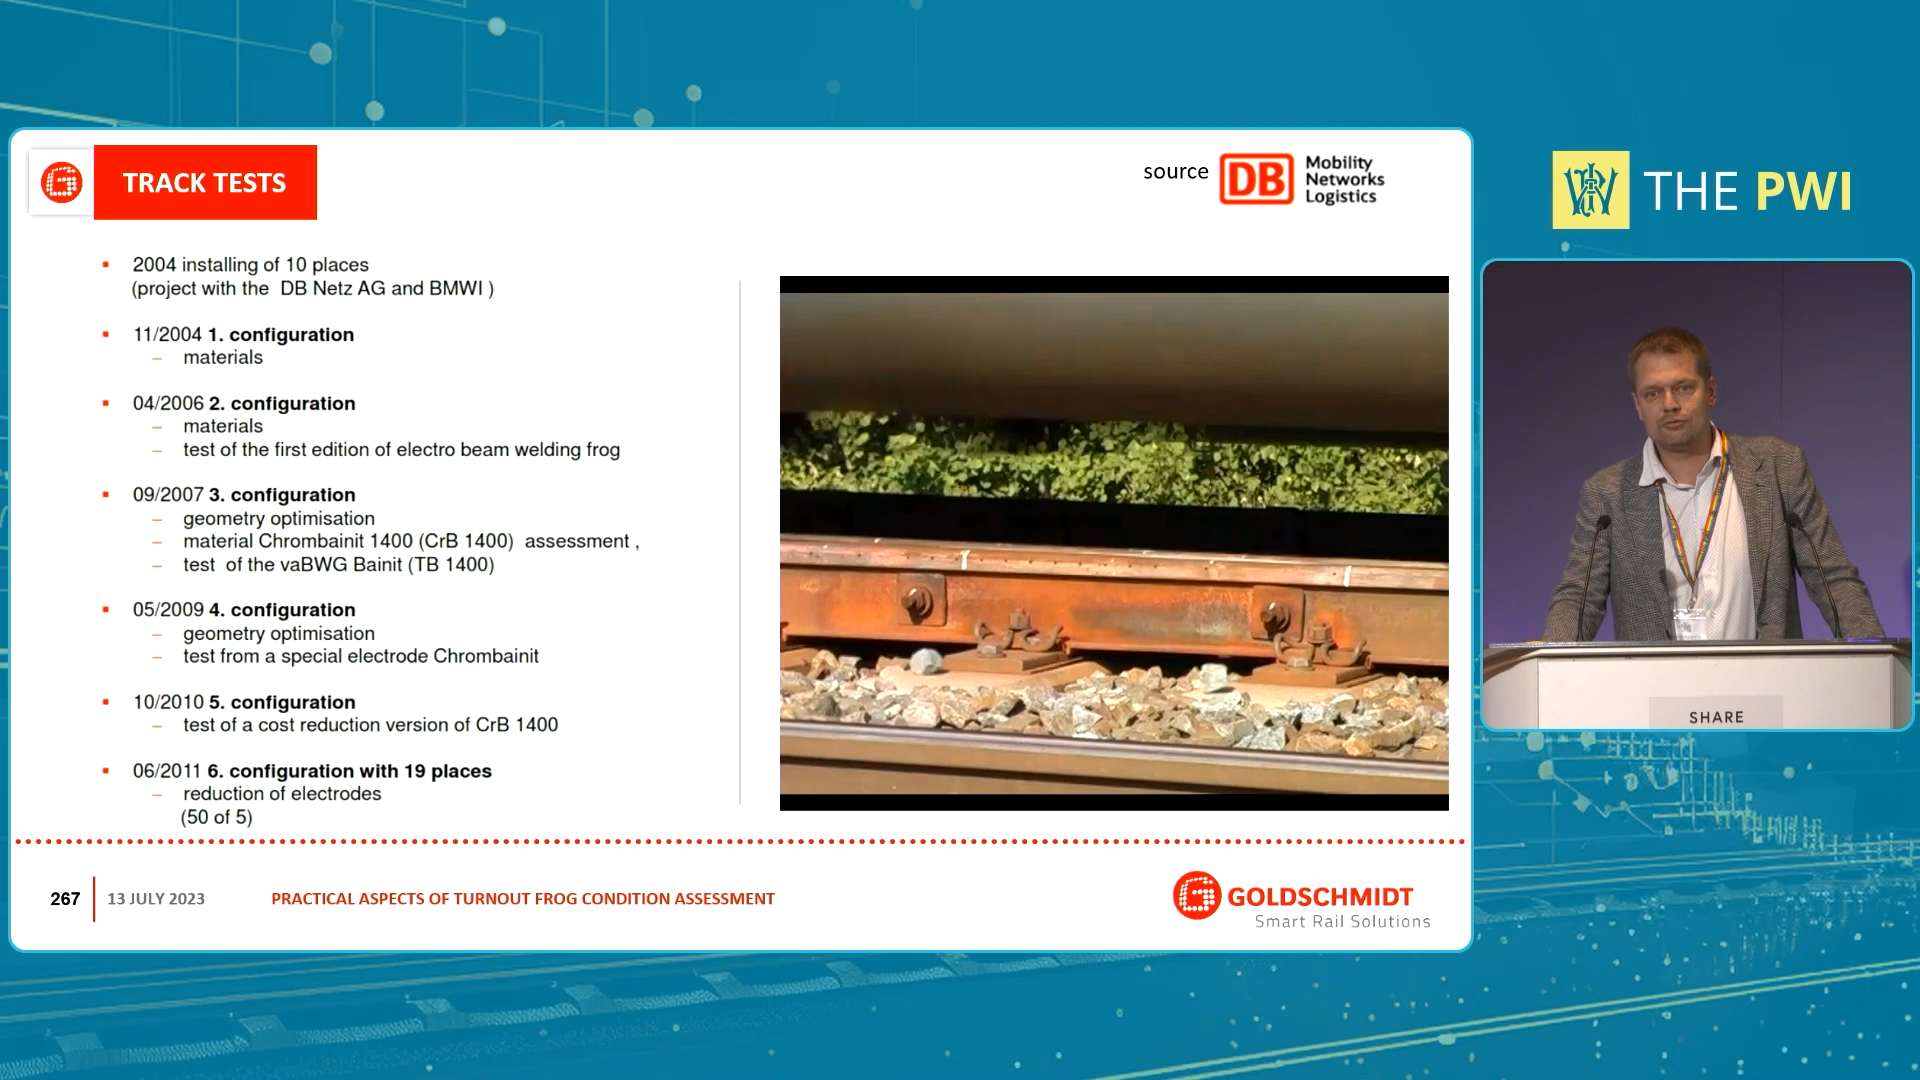 TRACK TESTS
source DB Mobility
Networks
Logistics
▪ 2004 installing of 10 places
(project with the DB Netz AG and BMWI )
▪ 11/2004 1. configuration
– materials
▪ 04/2006 2. configuration
– materials
– test of the first edition of electro beam welding frog
▪ 09/2007 3. configuration
– geometry optimisation
– material Chrombainit 1400 (CrB 1400) assessment ,
– test of the vaBWG Bainit (TB 1400)
▪ 05/2009 4. configuration
– geometry optimisation
– test from a special electrode Chrombainit
▪ 10/2010 5. configuration
– test of a cost reduction version of CrB 1400
▪ 06/2011 6. configuration with 19 places
– reduction of electrodes
(50 of 5)
267 13 JULY 2023 PRACTICAL ASPECTS OF TURNOUT FROG CONDITION ASSESSMENT
GOLDSCHMIDT
Smart Rail Solutions
THE PWI
SHARE